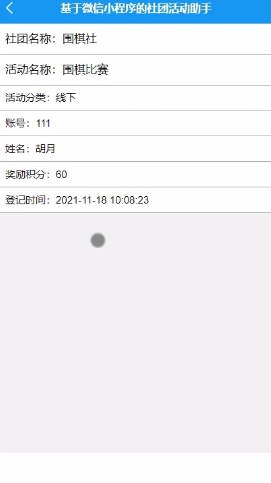 基于微信小程序的社团活动助手
社团名称：围棋社
活动名称：围棋比赛
活动分类：线下
账号：111
姓名：胡月
奖励积分：60
登记时间：2021-11-18 10:08:23